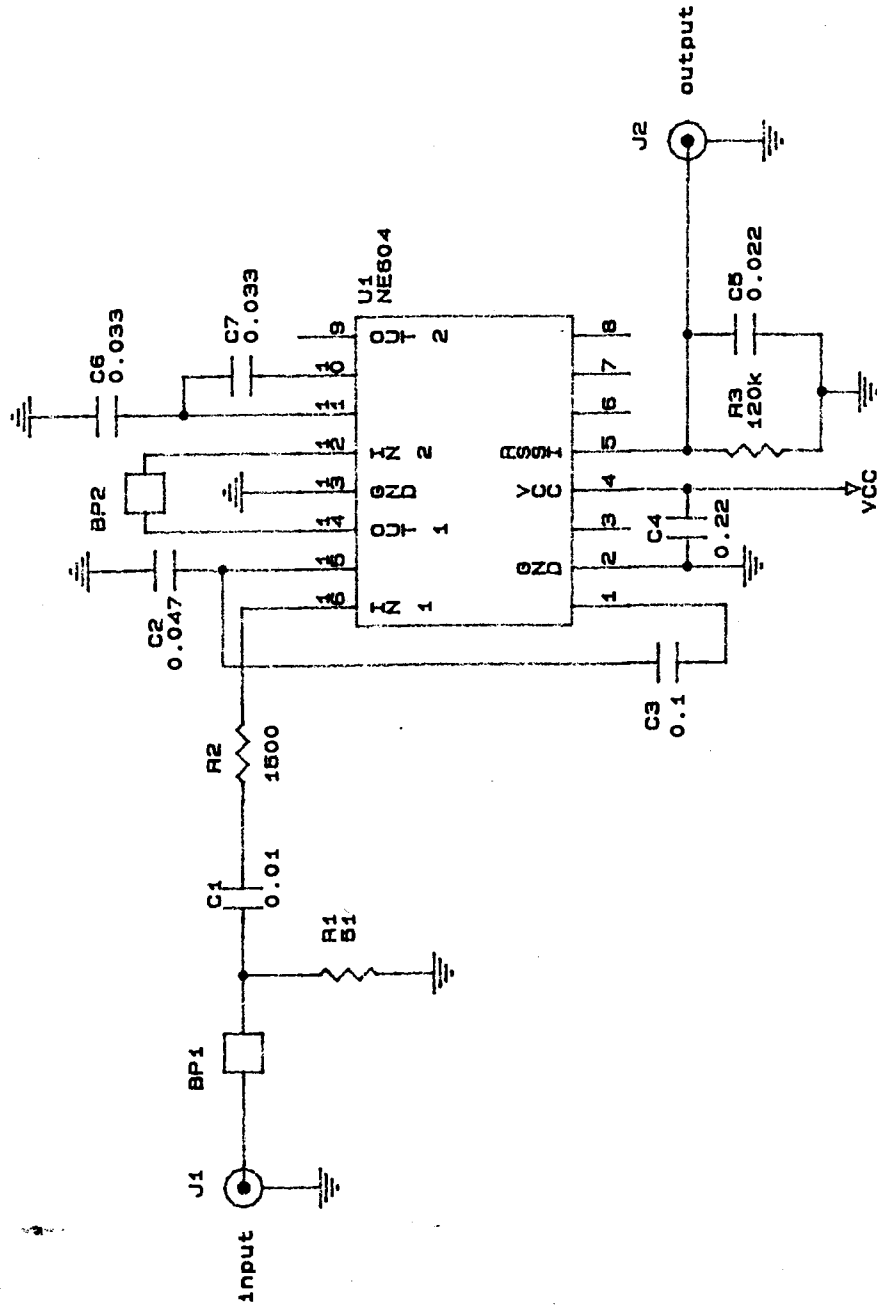 C6
0.033
BP2
C2
0.047
C7
0.033
J1
BP1
C1
R2
0.01
1500
input
R1
51
16
15
14
13
12
11
10
9
U1
NE604
IN 1
OUT 1
GND
IN 2
OUT 2
GND
VCC
RSSI
1
2
3
4
5
6
7
8
J2
output
C3
0.1
C4
0.22
R3
120k
C5
0.022
VCC